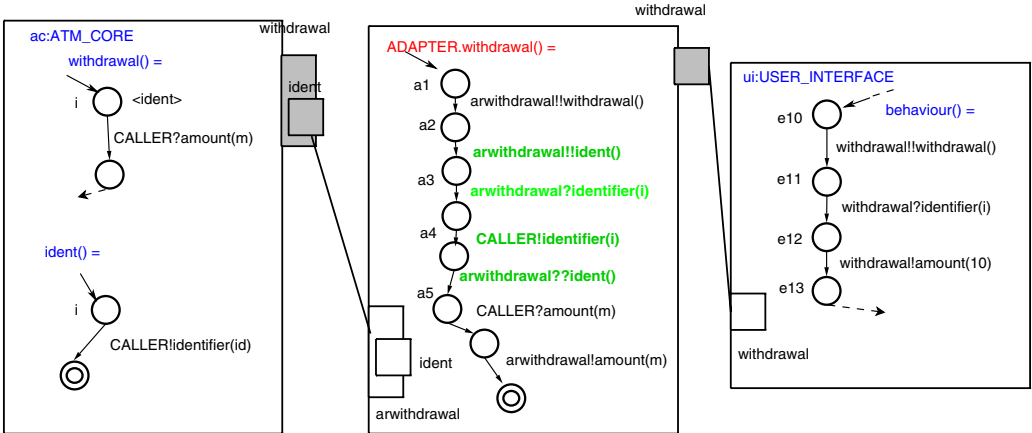 ac:ATM_CORE
withdrawal() =
i
<ident>
CALLER?amount(m)
ident() =
i
CALLER!identifier(id)
withdrawal
ident
ADAPTER.withdrawal() =
a1
arwithdrawal!!withdrawal()
a2
arwithdrawal!!ident()
a3
arwithdrawal?identifier(i)
a4
CALLER!identifier(i)
arwithdrawal??ident()
a5
CALLER?amount(m)
arwithdrawal!amount(m)
ident
arwithdrawal
withdrawal
ui:USER_INTERFACE
behaviour() =
e10
withdrawal!!withdrawal()
e11
withdrawal?identifier(i)
e12
withdrawal!amount(10)
e13
withdrawal